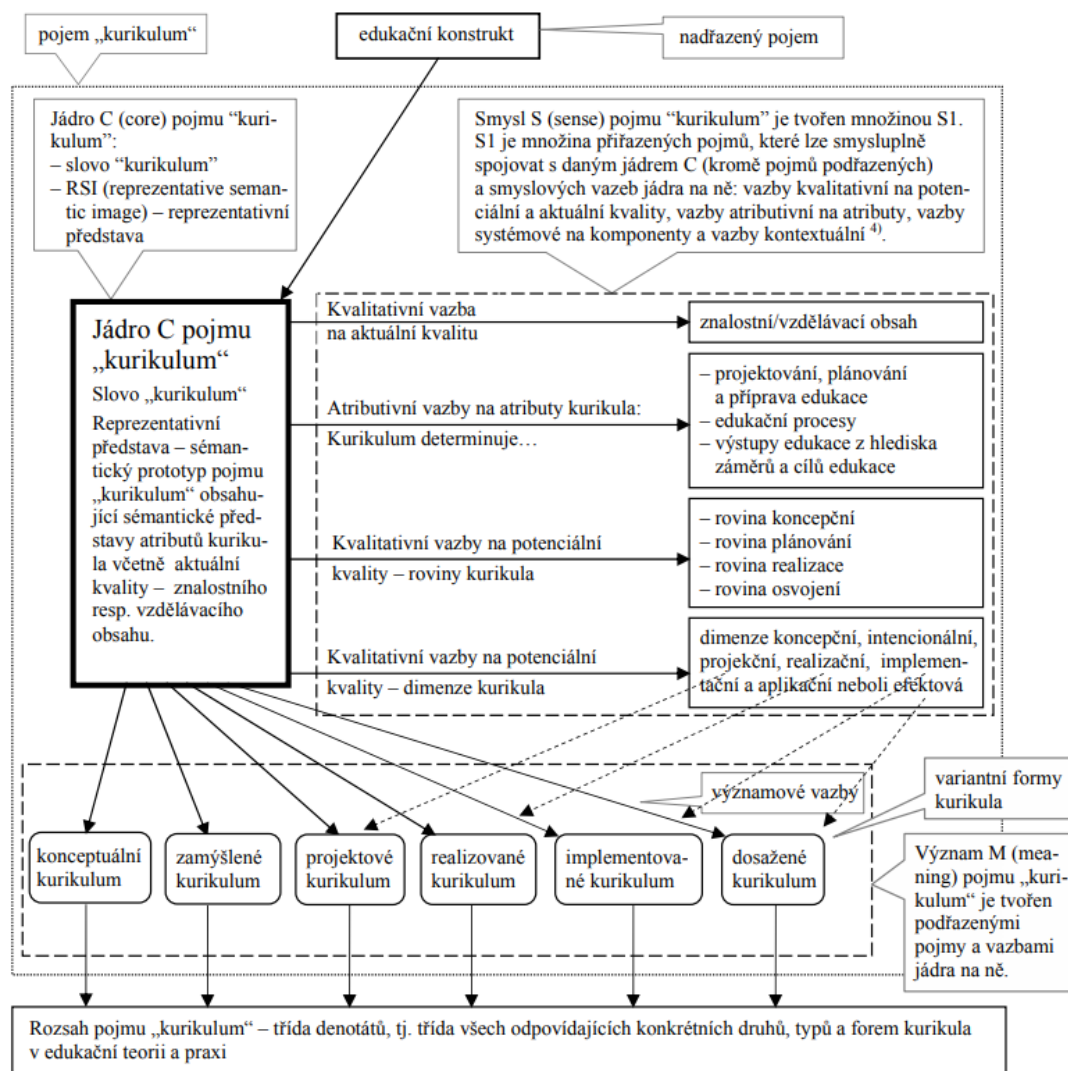 pojem „kurikulum“
edukační konstrukt
nadřazený pojem
Jádro C (core) pojmu “kuri-
kulum”:
– slovo “kurikulum”
– RSI (reprezentative seman-
tic image) – reprezentativní
představa
Smysl S (sense) pojmu “kurikulum” je tvořen množinou S1.
S1 je množina přiřazených pojmů, které lze smysluplně
spojovat s daným jádrem C (kromě pojmů podřazených)
a smyslových vazeb jádra na ně: vazby kvalitativní na poten-
ciální a aktuální kvality, vazby atributivní na atributy, vazby
systémové na komponenty a vazby kontextuální 4).
Jádro C pojmu
„kurikulum“
Slovo „kurikulum“
Reprezentativní
představa – séman-
tický prototyp pojmu
„kurikulum“ obsahu-
jící sémantické před-
stavy atributů kuriku-
la včetně aktuální
kvality – znalostního
resp. vzdělávacího
obsahu.
Kvalitativní vazba
na aktuální kvalitu
znalostní/vzdělávací obsah
Atributivní vazby na atributy kurikula:
Kurikulum determinuje…
– projektování, plánování
a příprava edukace
– edukační procesy
– výstupy edukace z hlediska
záměrů a cílů edukace
Kvalitativní vazby na potenciální
kvality – roviny kurikula
– rovina koncepční
– rovina plánování
– rovina realizace
– rovina osvojení
Kvalitativní vazby na potenciální
kvality – dimenze kurikula
dimenze koncepční, intencionální,
projekční, realizační, implemen-
tační a aplikační neboli efektová
významové vazby
variantní formy
kurikula
konceptuální
kurikulum
zamýšlené
kurikulum
projektové
kurikulum
realizované
kurikulum
implementova-
né kurikulum
dosažené
kurikulum
Význam M (mea-
ning) pojmu „kuri-
kulum“ je tvořen
podřazenými
pojmy a vazbami
jádra na ně.
Rozsah pojmu „kurikulum“ – třída denotátů, tj. třída všech odpovídajících konkrétních druhů, typů a forem kurikula
v edukační teorii a praxi